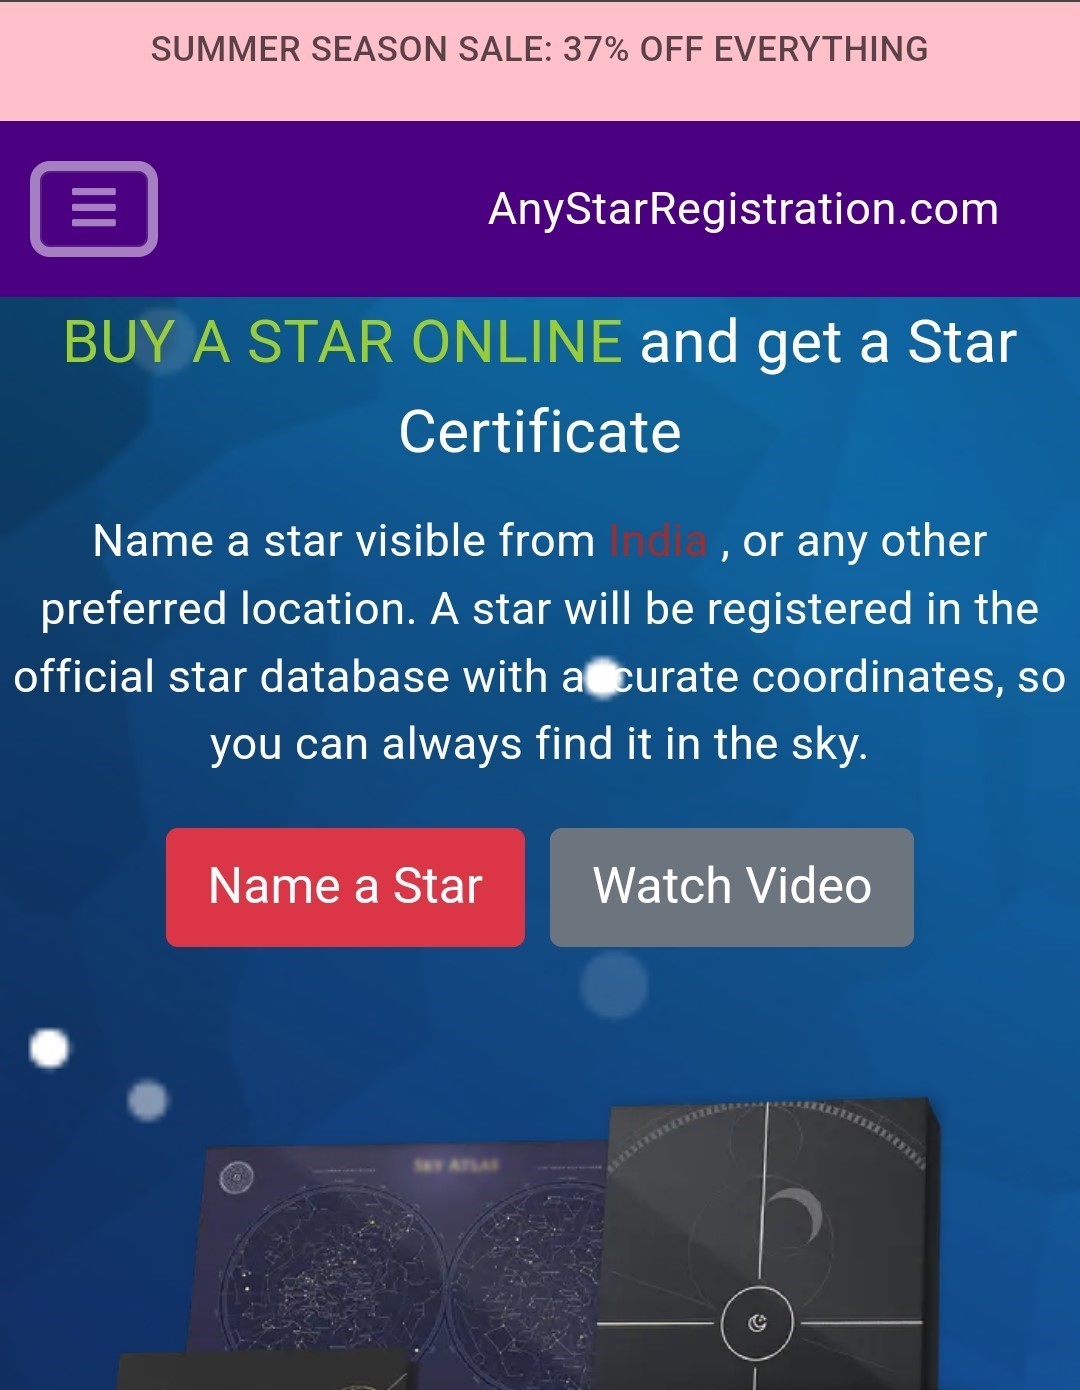 SUMMER SEASON SALE: 37% OFF EVERYTHING
AnyStarRegistration.com
BUY A STAR ONLINE and get a Star
Certificate
Name a star visible from India , or any other
preferred location. A star will be registered in the
official star database with accurate coordinates, so
you can always find it in the sky.
Name a Star
Watch Video
SKY ATLAS